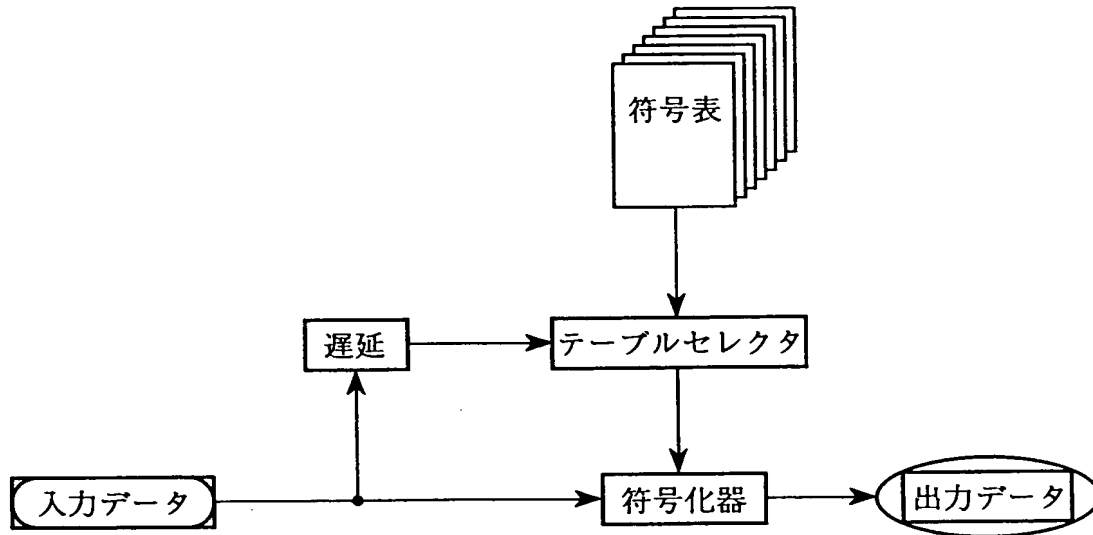 符号表
遅延
テーブルセレクタ
入力データ
符号化器
出力データ